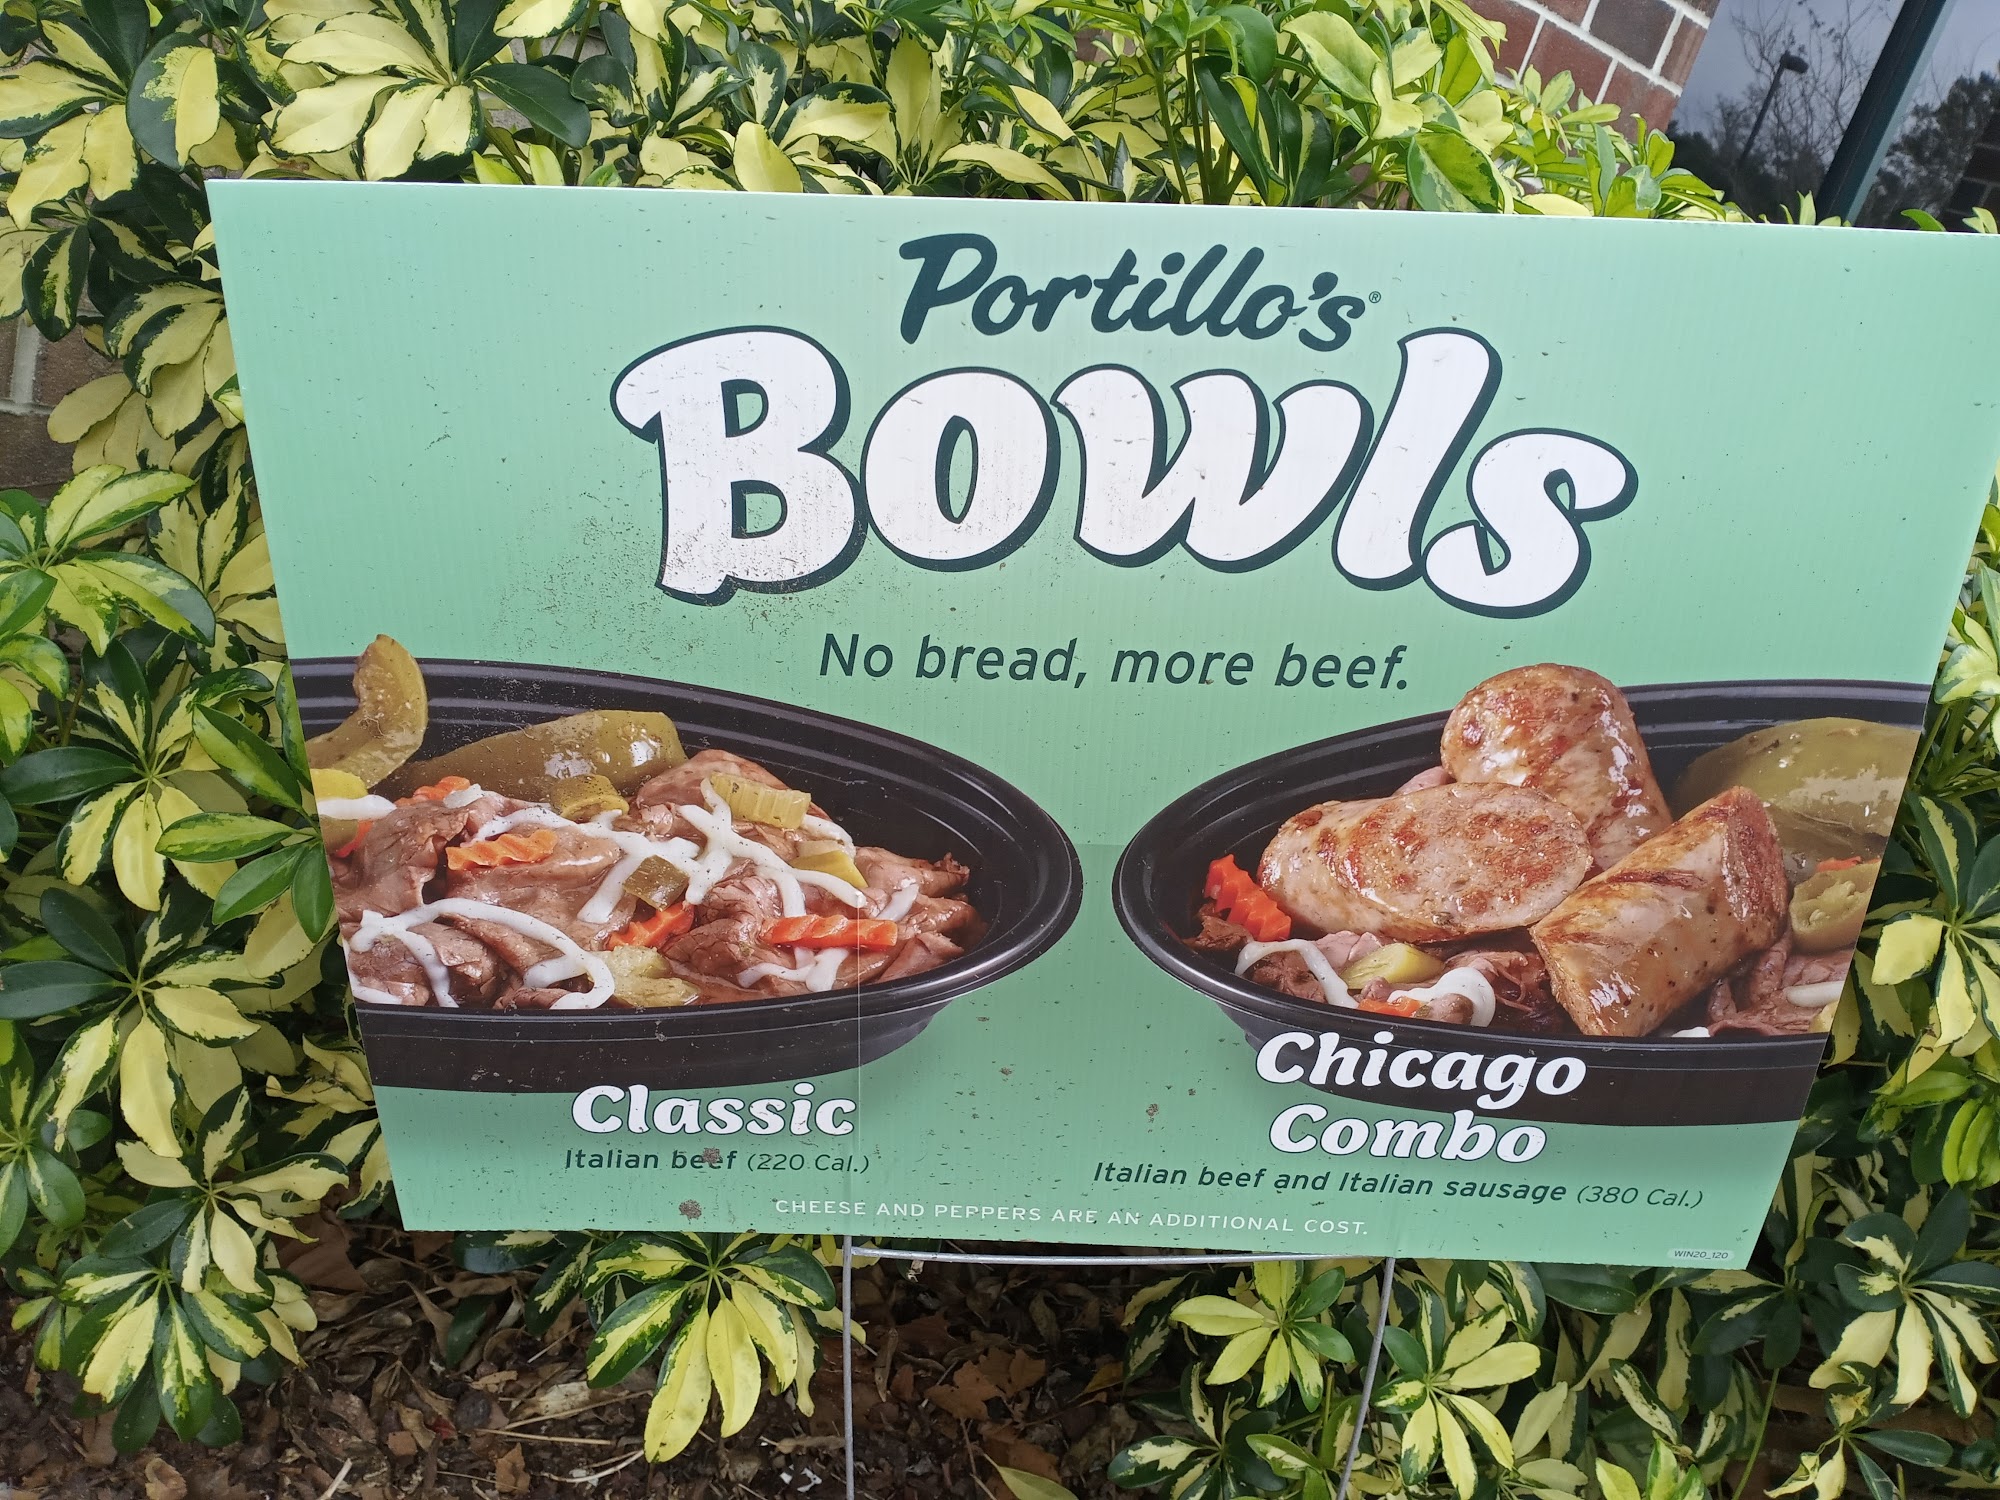 Portillo's®
Bowls
No bread, more beef.
Classic
Italian beef (220 Cal.)
Chicago
Combo
Italian beef and Italian sausage (380 Cal.)
CHEESE AND PEPPERS ARE AN ADDITIONAL COST.
WIN20_120